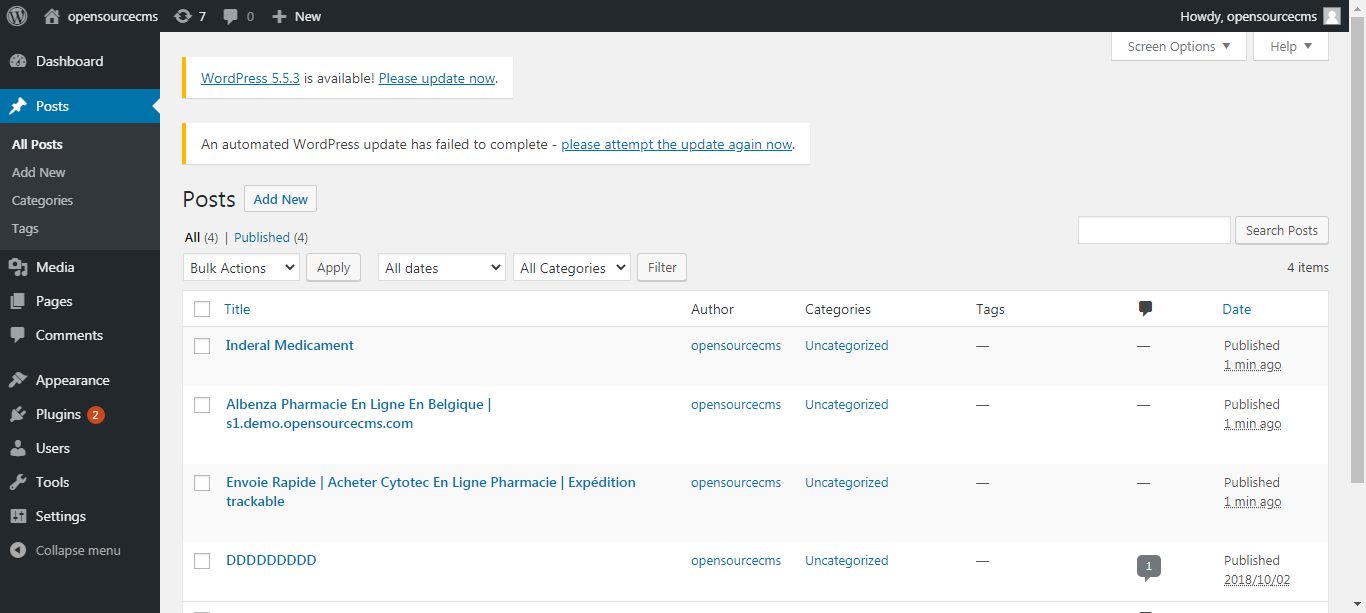 opensourcecms 7 0 New Howdy, opensourcecms
Screen Options Help
Dashboard
Posts
All Posts
Add New
Categories
Tags
Media
Pages
Comments
Appearance
Plugins 2
Users
Tools
Settings
Collapse menu
WordPress 5.5.3 is available! Please update now.
An automated WordPress update has failed to complete - please attempt the update again now.
Posts Add New
All (4) | Published (4)
Search Posts
Bulk Actions Apply All dates All Categories Filter 4 items
Title Author Categories Tags Date
Inderal Medicament opensourcecms Uncategorized — — Published
1 min ago
Albenza Pharmacie En Ligne En Belgique | opensourcecms Uncategorized — — Published
s1.demo.opensourcecms.com 1 min ago
Envoie Rapide | Acheter Cytotec En Ligne Pharmacie | Expédition opensourcecms Uncategorized — — Published
trackable 1 min ago
DDDDDDDDD opensourcecms Uncategorized — 1 Published
2018/10/02